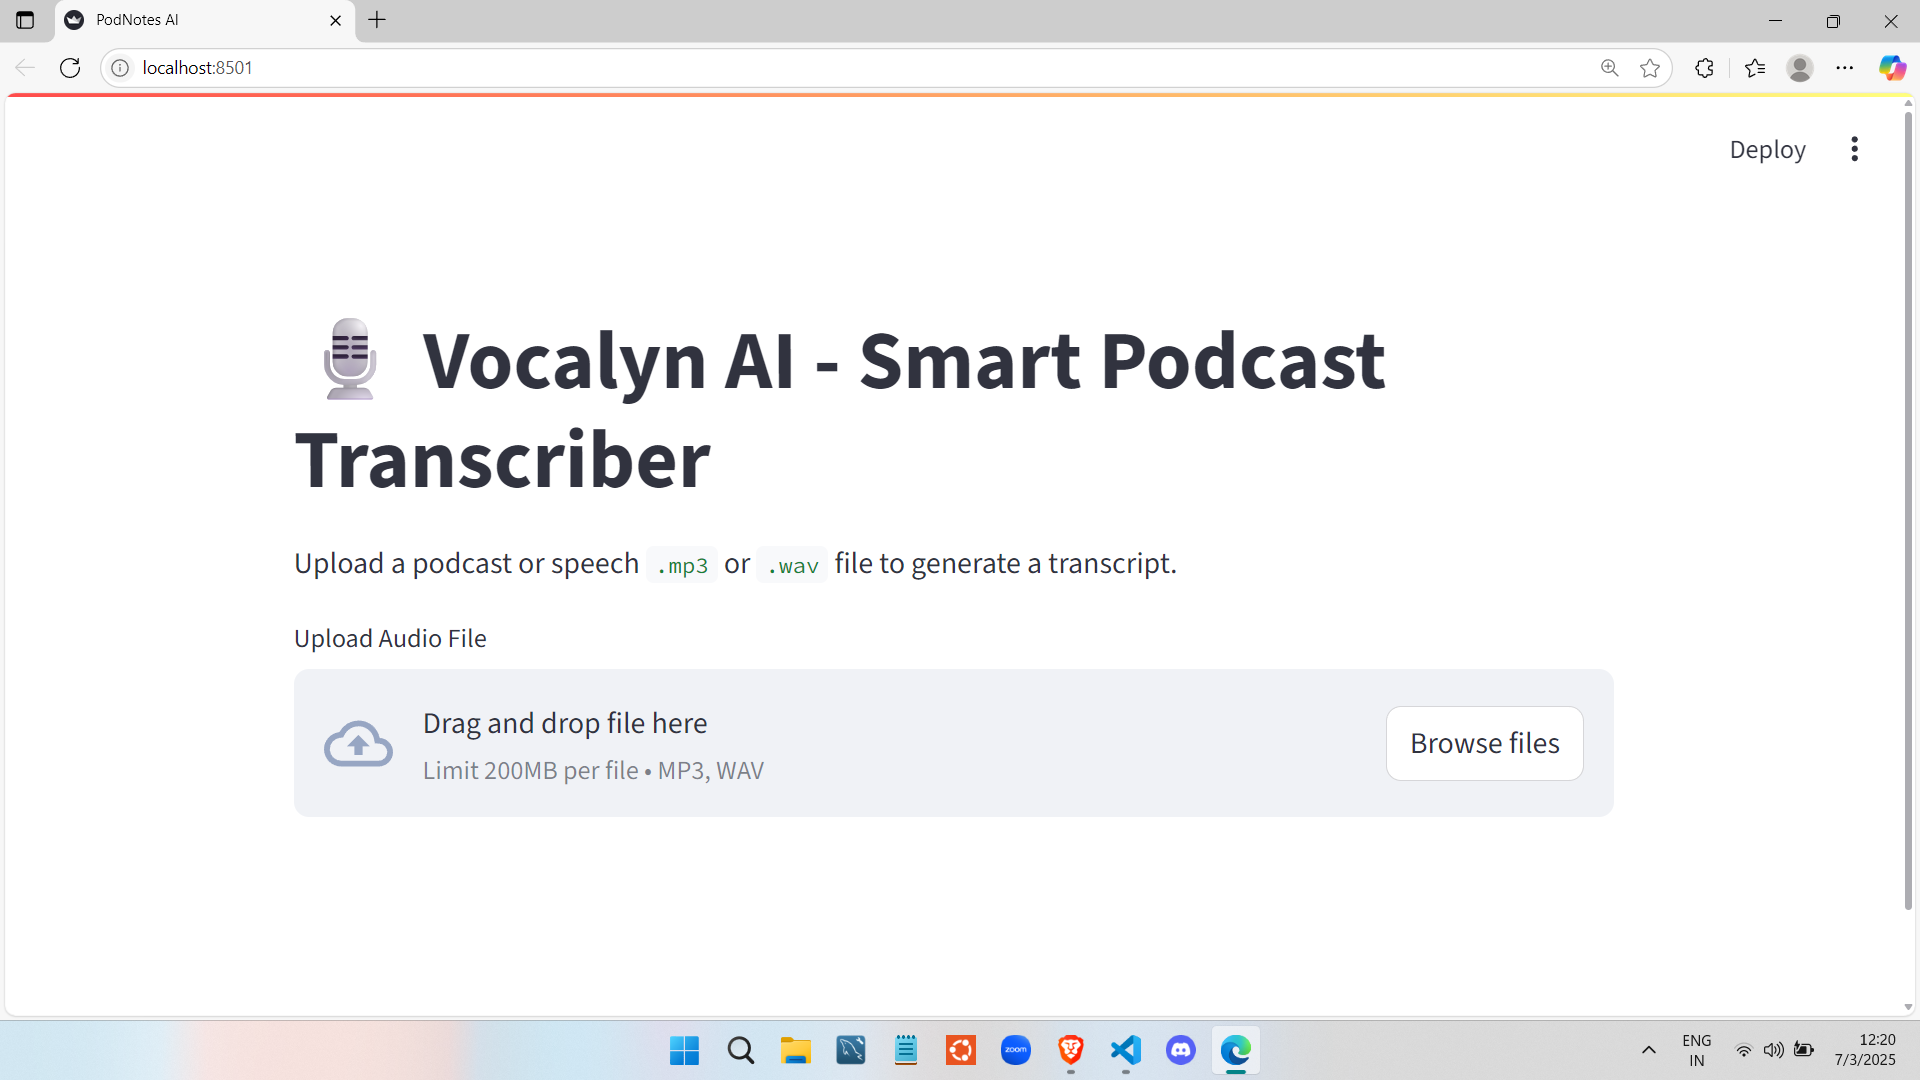 PodNotes AI
localhost:8501
Deploy
Vocalyn AI - Smart Podcast
Transcriber
Upload a podcast or speech .mp3 or .wav file to generate a transcript.
Upload Audio File
Drag and drop file here
Limit 200MB per file • MP3, WAV
Browse files
zoom
ENG
IN
12:20
7/3/2025